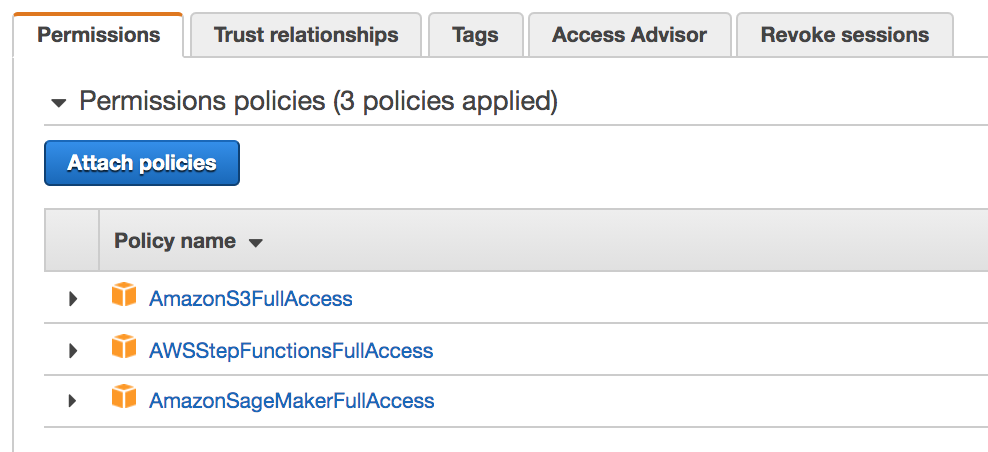 Permissions Trust relationships Tags Access Advisor Revoke sessions
Permissions policies (3 policies applied)
Attach policies
Policy name
AmazonS3FullAccess
AWSStepFunctionsFullAccess
AmazonSageMakerFullAccess